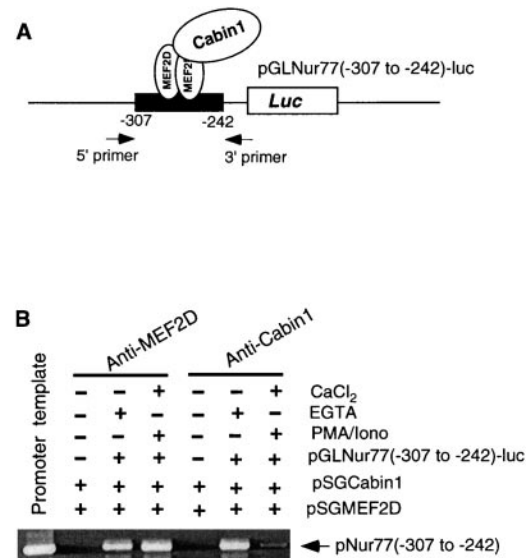 A
Cabin1
MEF2D
MEF2
pGLNur77(-307 to -242)-luc
Luc
-307
-242
5' primer
3' primer
B
Promoter template
Anti-MEF2D
Anti-Cabin1
- - + - - + CaCl₂
- + - - + - EGTA
- - + - - + PMA/Iono
- + + - + + pGLNur77(-307 to -242)-luc
+ + + + + + pSGCabin1
+ + + + + + pSGMEF2D
pNur77(-307 to -242)